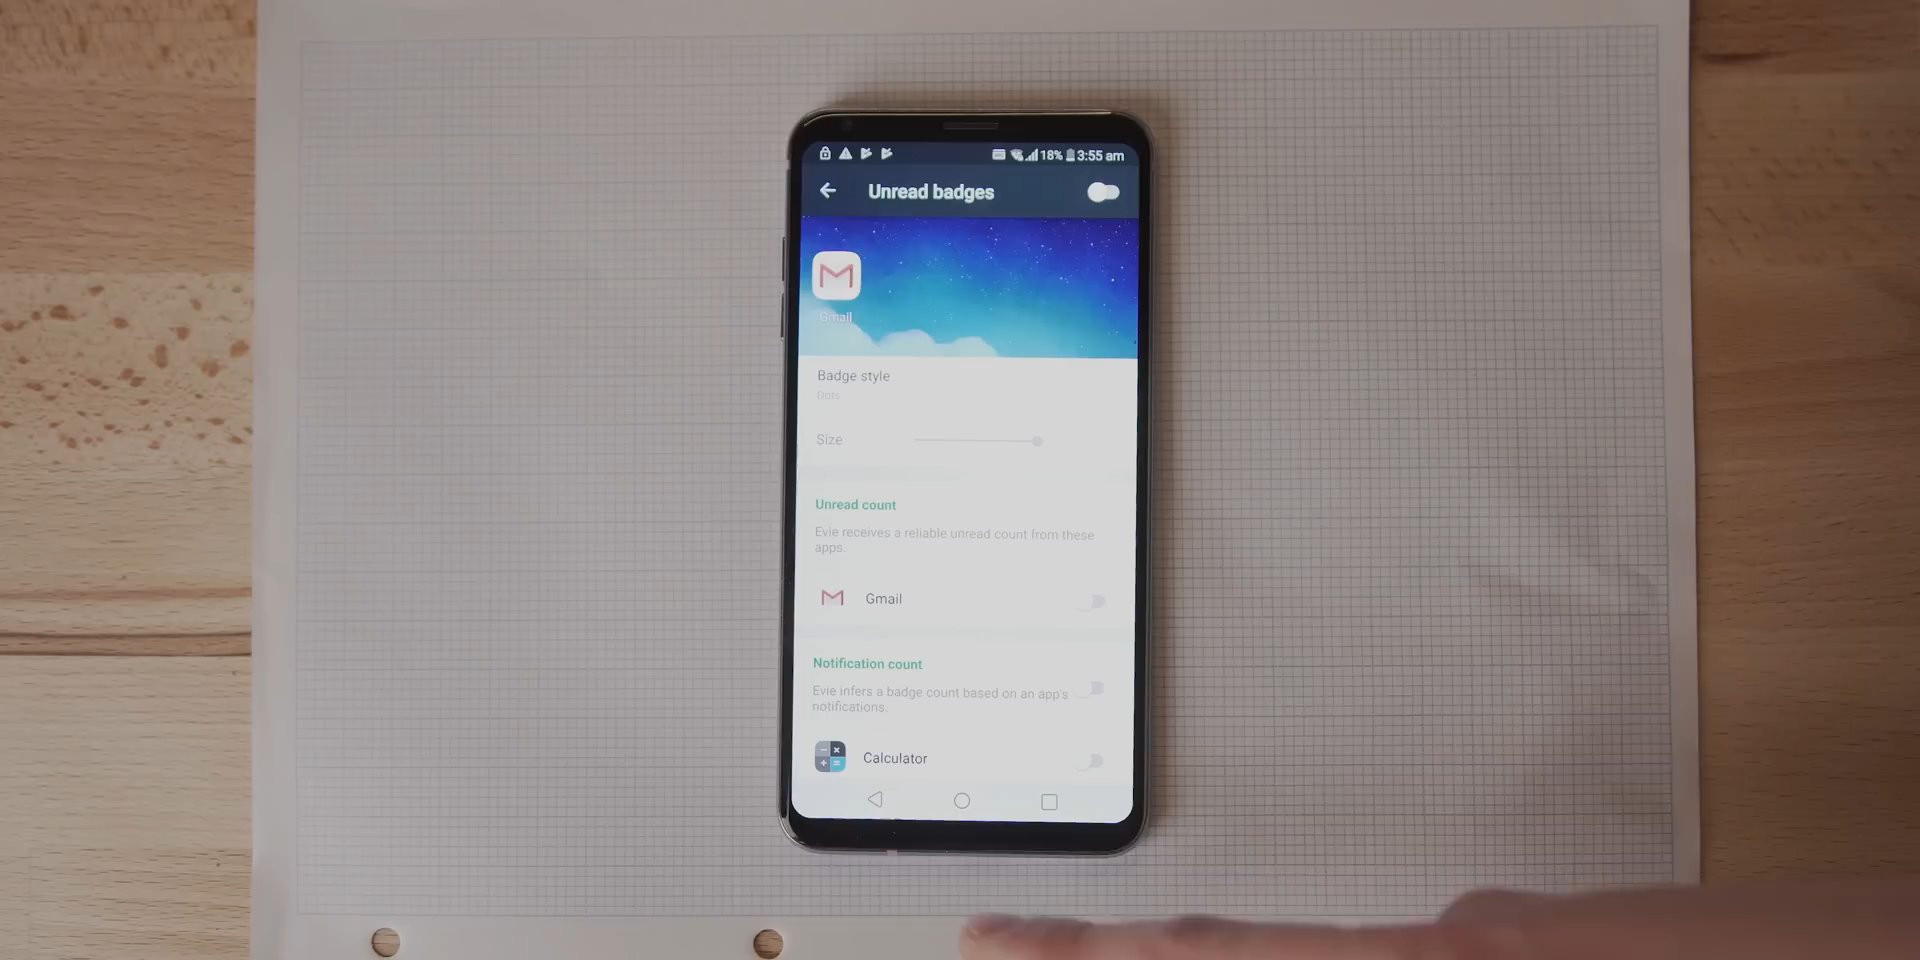 18% 3:55 am
Unread badges
Gmail
Badge style
Dots
Size
Unread count
Evie receives a reliable unread count from these
apps.
Gmail
Notification count
Evie infers a badge count based on an app's
notifications.
Calculator